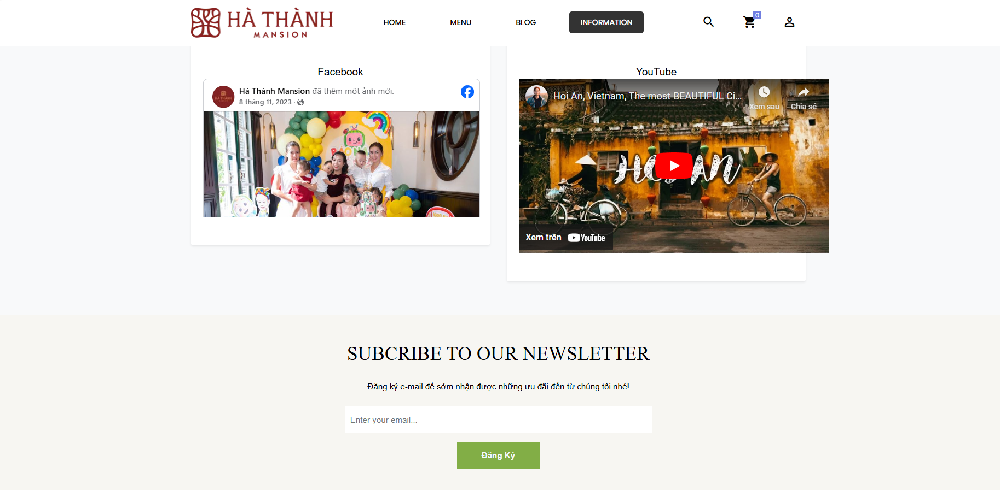 HÀ THÀNH
MANSION
HOME
MENU
BLOG
INFORMATION
0
Facebook
Hà Thành Mansion đã thêm một ảnh mới.
8 tháng 11, 2023 ·
HÀ THÀNH
YouTube
Hoi An, Vietnam, The most BEAUTIFUL Ci...
Xem sau
Chia sẻ
Xem trên YouTube
SUBCRIBE TO OUR NEWSLETTER
Đăng ký e-mail để sớm nhận được những ưu đãi đến từ chúng tôi nhé!
Enter your email...
Đăng Ký